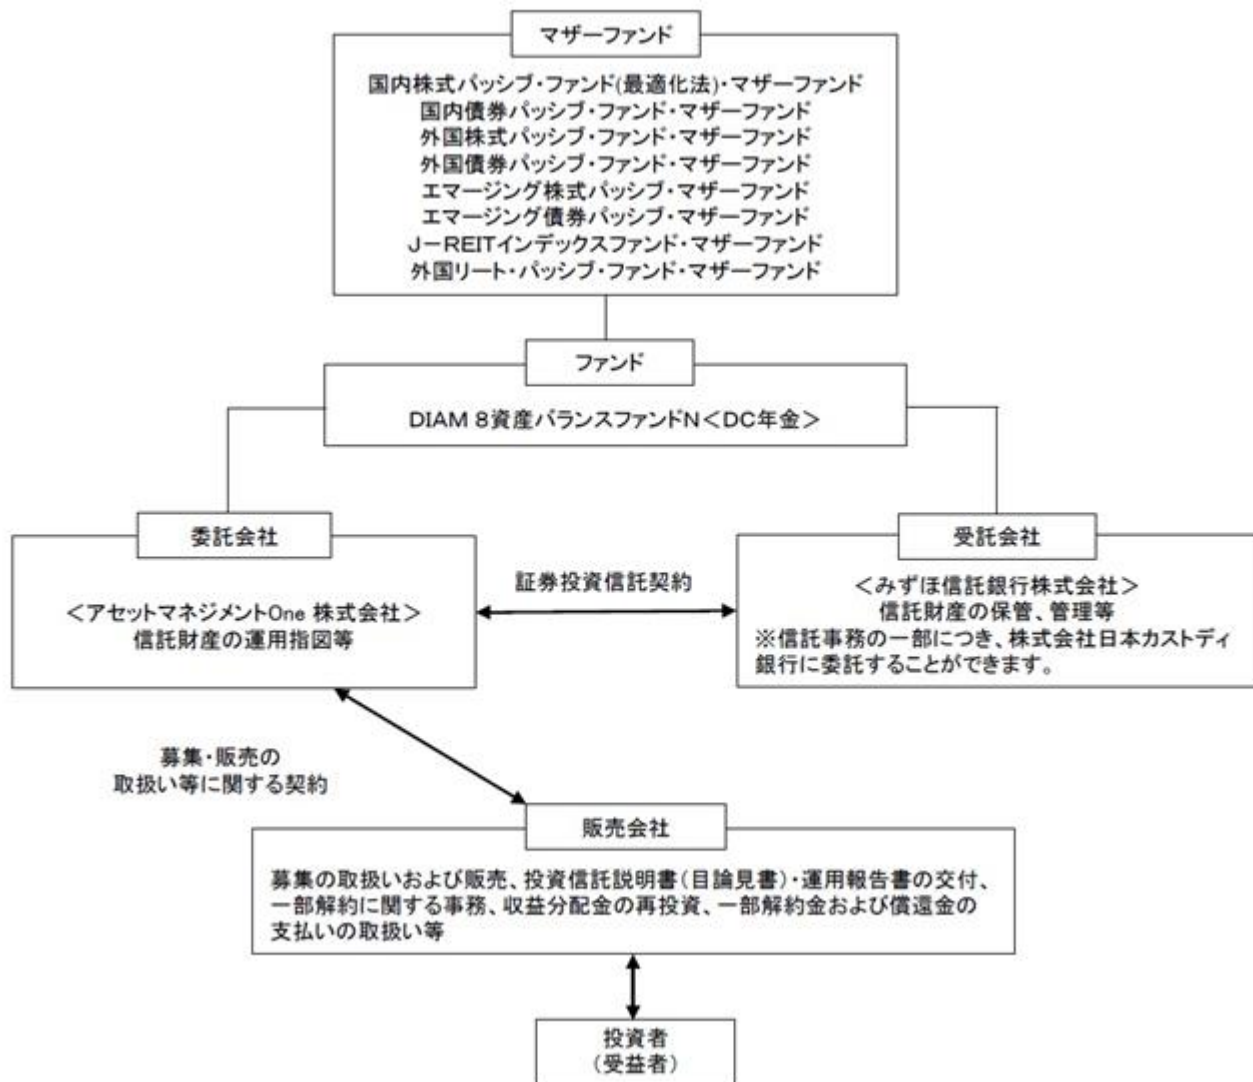 マザーファンド
国内株式パッシブ・ファンド(最適化法)・マザーファンド
国内債券パッシブ・ファンド・マザーファンド
外国株式パッシブ・ファンド・マザーファンド
外国債券パッシブ・ファンド・マザーファンド
エマージング株式パッシブ・マザーファンド
エマージング債券パッシブ・マザーファンド
J－REITインデックスファンド・マザーファンド
外国リート・パッシブ・ファンド・マザーファンド
ファンド
DIAM 8資産バランスファンドN＜DC年金＞
委託会社
＜アセットマネジメントOne 株式会社＞
信託財産の運用指図等
証券投資信託契約
受託会社
＜みずほ信託銀行株式会社＞
信託財産の保管、管理等
※信託事務の一部につき、株式会社日本カストディ
銀行に委託することができます。
募集・販売の
取扱い等に関する契約
販売会社
募集の取扱いおよび販売、投資信託説明書(目論見書)・運用報告書の交付、
一部解約に関する事務、収益分配金の再投資、一部解約金および償還金の
支払いの取扱い等
投資者
(受益者)